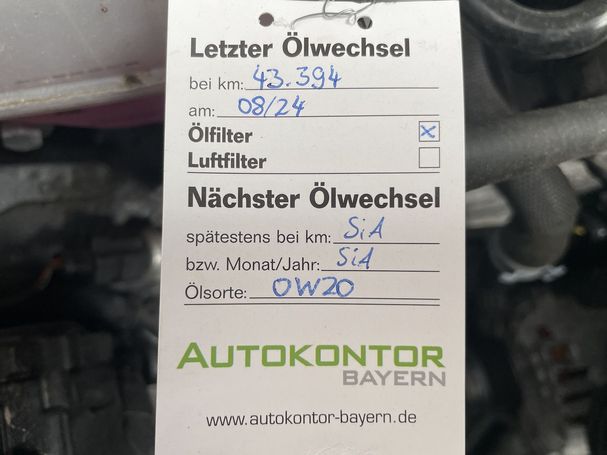 Letzter Ölwechsel
bei km: 43.394
am: 08/24
Ölfilter x
Luftfilter
Nächster Ölwechsel
spätestens bei km: SiA
bzw. Monat/Jahr: SiA
Ölsorte: 0W20
AUTOKONTOR
BAYERN
www.autokontor-bayern.de